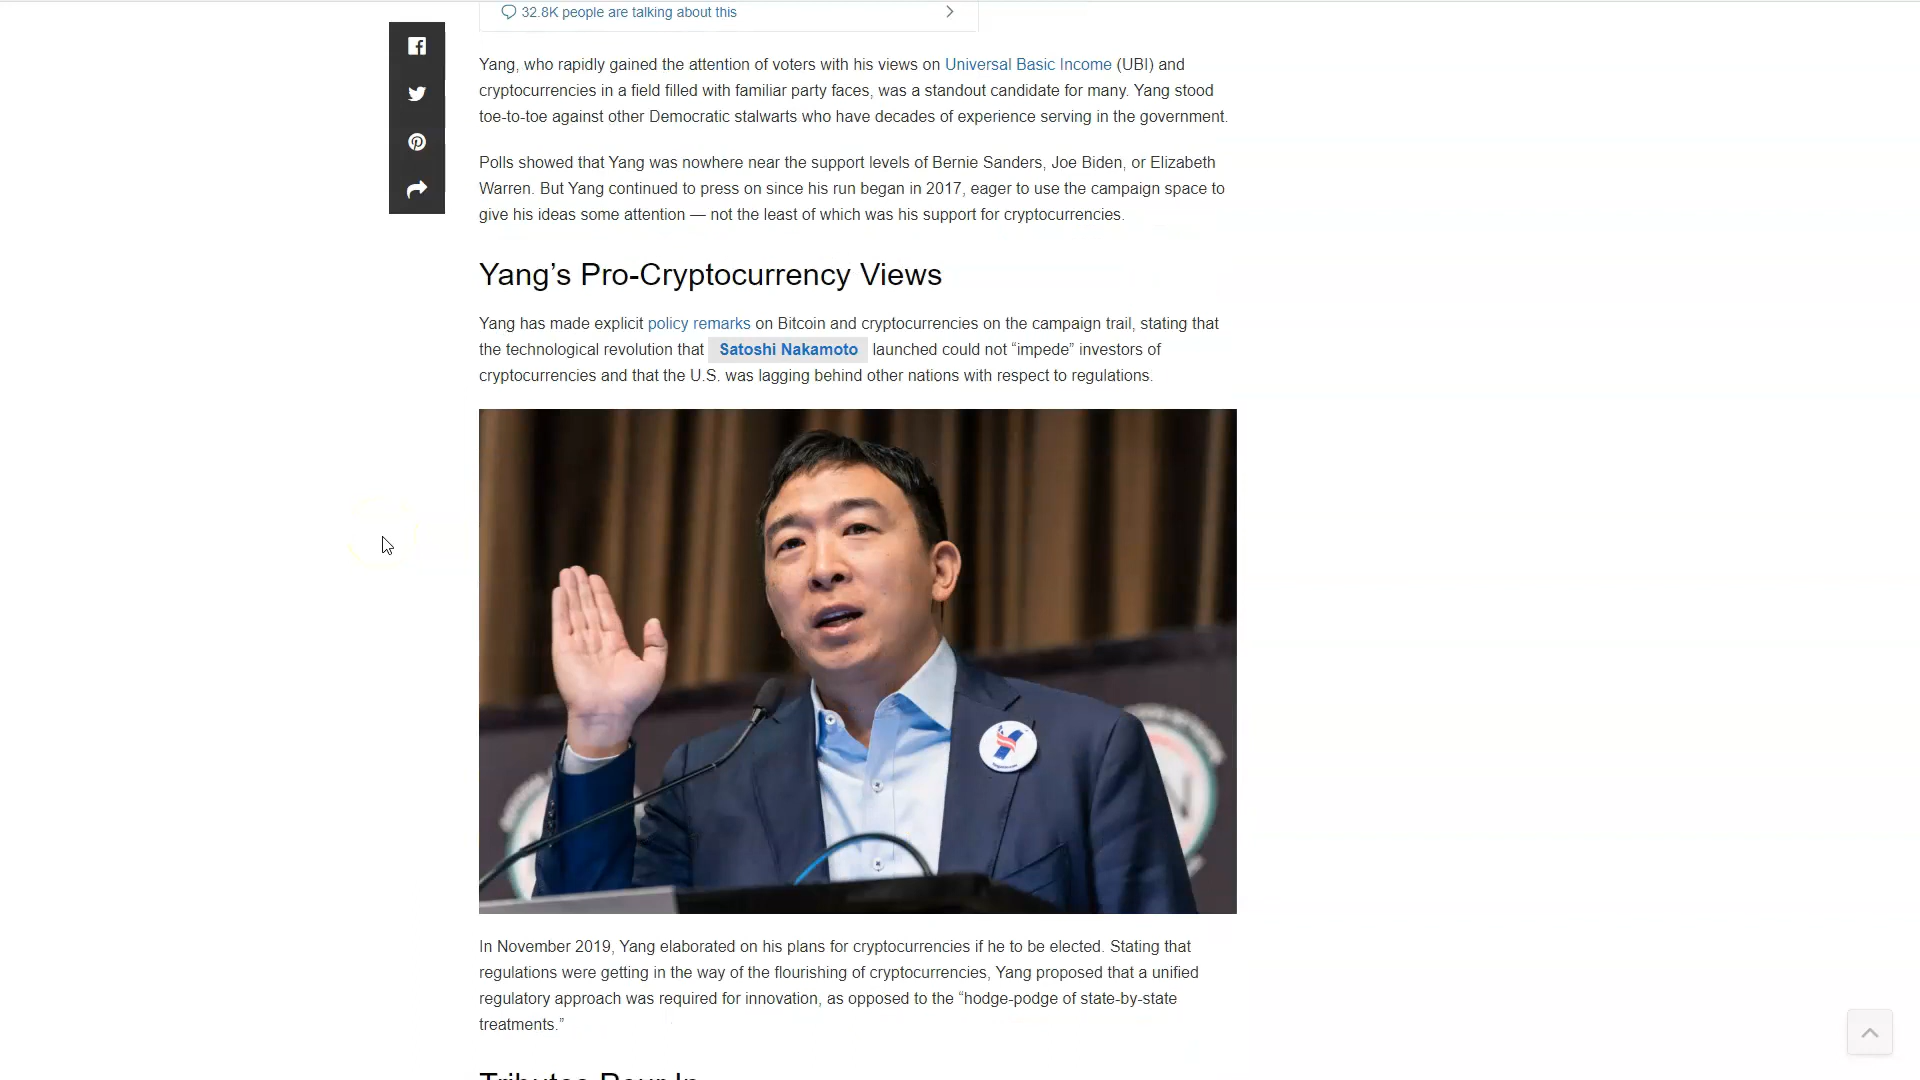 32.8K people are talking about this
Yang, who rapidly gained the attention of voters with his views on Universal Basic Income (UBI) and
cryptocurrencies in a field filled with familiar party faces, was a standout candidate for many. Yang stood
toe-to-toe against other Democratic stalwarts who have decades of experience serving in the government.
Polls showed that Yang was nowhere near the support levels of Bernie Sanders, Joe Biden, or Elizabeth
Warren. But Yang continued to press on since his run began in 2017, eager to use the campaign space to
give his ideas some attention — not the least of which was his support for cryptocurrencies.
Yang’s Pro-Cryptocurrency Views
Yang has made explicit policy remarks on Bitcoin and cryptocurrencies on the campaign trail, stating that
the technological revolution that Satoshi Nakamoto launched could not “impede” investors of
cryptocurrencies and that the U.S. was lagging behind other nations with respect to regulations.
In November 2019, Yang elaborated on his plans for cryptocurrencies if he to be elected. Stating that
regulations were getting in the way of the flourishing of cryptocurrencies, Yang proposed that a unified
regulatory approach was required for innovation, as opposed to the “hodge-podge of state-by-state
treatments.”
Tributes Pour In